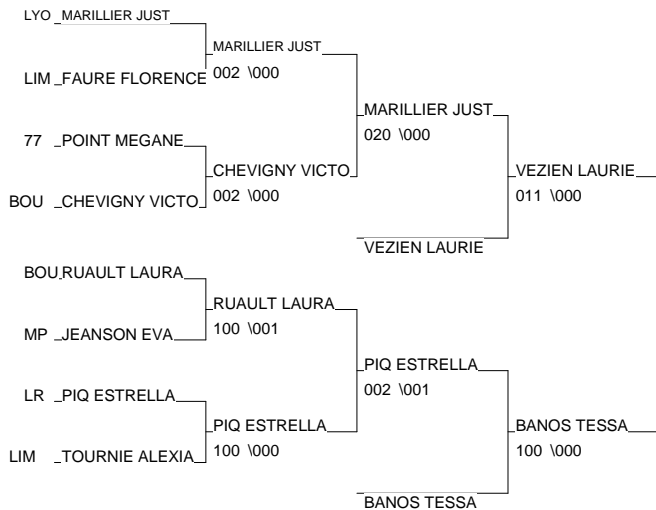 LYO MARILLIER JUST
MARILLIER JUST
002 \000
LIM FAURE FLORENCE
MARILLIER JUST
020 \000
77 POINT MEGANE
CHEVIGNY VICTO
002 \000
BOU CHEVIGNY VICTO
VEZIEN LAURIE
011 \000
VEZIEN LAURIE
BOU RUAULT LAURA
RUAULT LAURA
100 \001
MP JEANSON EVA
PIQ ESTRELLA
002 \001
LR PIQ ESTRELLA
PIQ ESTRELLA
100 \000
LIM TOURNIE ALEXIA
BANOS TESSA
100 \000
BANOS TESSA